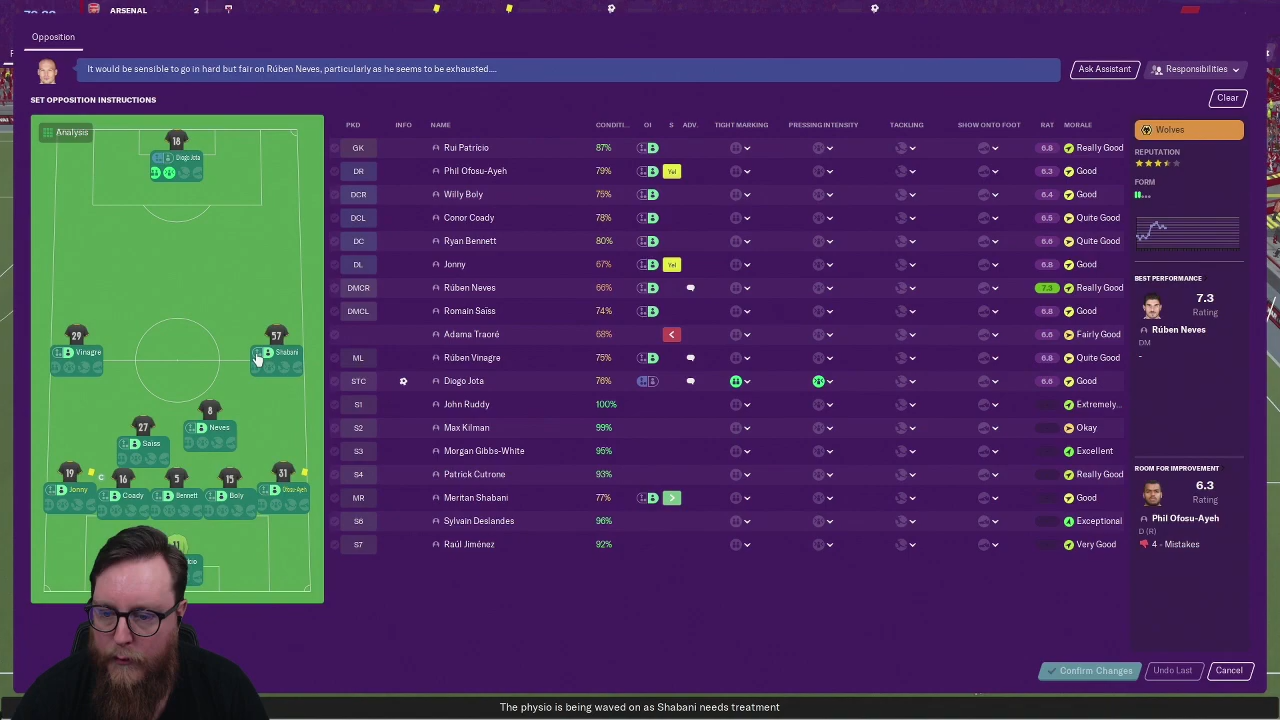 ARSENAL 2
Opposition
It would be sensible to go in hard but fair on Rúben Neves, particularly as he seems to be exhausted....
Ask Assistant
Responsibilities
SET OPPOSITION INSTRUCTIONS
Clear
Analysis
18
Diogo Jota
29
Vinagre
57
Shabani
27
Saïss
8
Neves
19
Jonny
C
16
Coady
5
Bennett
15
Boly
31
Ofosu-Ayeh
11
PKD INFO NAME CONDITI... OI S ADV. TIGHT MARKING PRESSING INTENSITY TACKLING SHOW ONTO FOOT RAT MORALE
GK Rui Patrício 87% 6.8 Really Good
DR Phil Ofosu-Ayeh 79% Yel 6.3 Good
DCR Willy Boly 75% 6.4 Good
DCL Conor Coady 78% 6.5 Quite Good
DC Ryan Bennett 80% 6.6 Quite Good
DL Jonny 67% Yel 6.8 Good
DMCR Rúben Neves 66% 7.3 Really Good
DMCL Romain Saïss 74% 6.8 Good
Adama Traoré 68% 6.6 Fairly Good
ML Rúben Vinagre 75% 6.8 Quite Good
STC Diogo Jota 76% 6.6 Good
S1 John Ruddy 100% Extremely...
S2 Max Kilman 99% Okay
S3 Morgan Gibbs-White 95% Excellent
S4 Patrick Cutrone 93% Really Good
MR Meritan Shabani 77% Good
S6 Sylvain Deslandes 96% Exceptional
S7 Raúl Jiménez 92% Very Good
Wolves
REPUTATION
FORM
BEST PERFORMANCE
7.3
Rating
Rúben Neves
DM
-
ROOM FOR IMPROVEMENT
6.3
Rating
Phil Ofosu-Ayeh
D (R)
4 - Mistakes
Confirm Changes
Undo Last
Cancel
The physio is being waved on as Shabani needs treatment